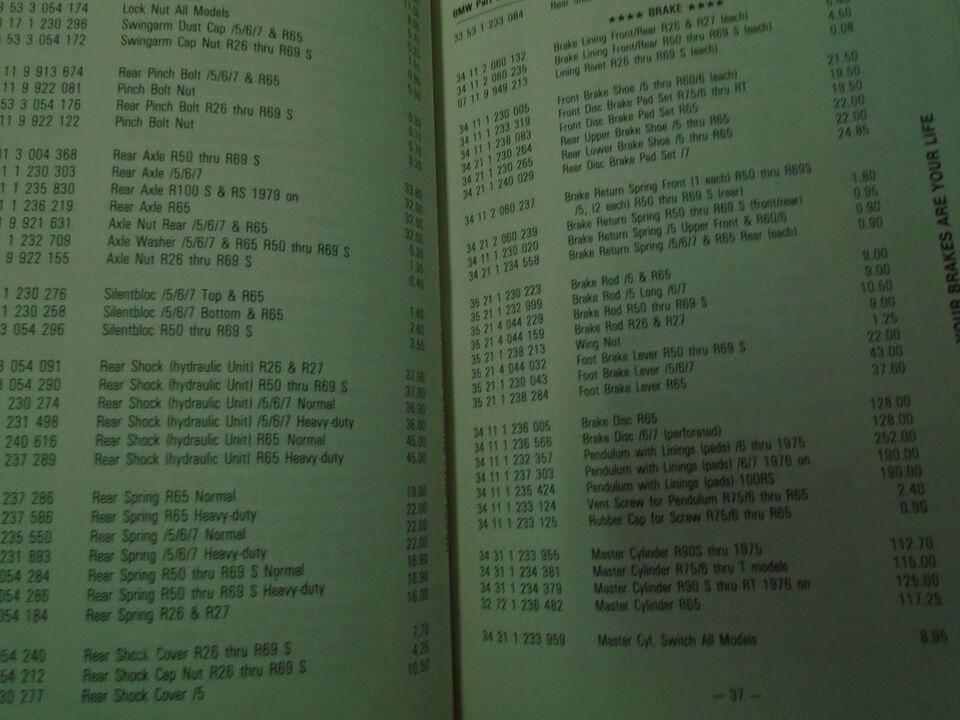 53 3 054 174 Lock Nut All Models
1 17 1 230 296 Swingarm Dust Cap /5/6/7 & R65
53 3 052 172 Swingarm Cap Nut R26 thru R69 S
11 9 913 674 Rear Pinch Bolt /5/6/7 & R65
11 9 922 081 Pinch Bolt Nut
53 3 054 176 Rear Pinch Bolt R26 thru R69 S
11 9 922 122 Pinch Bolt Nut
1 3 004 368 Rear Axle R50 thru R69 S
1 1 230 303 Rear Axle /5/6/7
1 1 235 830 Rear Axle R100 S & RS 1979 on
1 1 236 219 Rear Axle R65
9 921 631 Axle Nut Rear /5/6/7 & R65
1 232 709 Axle Washer /5/6/7 & R65 R50 thru R69 S
9 922 155 Axle Nut R26 thru R69 S
1 230 276 Silentbloc /5/6/7 Top & R65
1 230 258 Silentbloc /5/6/7 Bottom & R65
3 054 296 Silentbloc R50 thru R69 S
3 054 091 Rear Shock (hydraulic Unit) R26 & R27
3 054 290 Rear Shock (hydraulic Unit) R50 thru R69 S
230 274 Rear Shock (hydraulic Unit) /5/6/7 Normal
231 498 Rear Shock (hydraulic Unit) /5/6/7 Heavy-duty
240 616 Rear Shock (hydraulic Unit) R65 Normal
237 289 Rear Shock (hydraulic Unit) R65 Heavy-duty
237 286 Rear Spring R65 Normal
237 586 Rear Spring R65 Heavy-duty
235 550 Rear Spring /5/6/7 Normal
231 893 Rear Spring /5/6/7 Heavy-duty
054 284 Rear Spring R50 thru R69 S Normal
054 286 Rear Spring R50 thru R69 S Heavy-duty
054 184 Rear Spring R26 & R27
054 240 Rear Shock Cover R26 thru R69 S
054 212 Rear Shock Cap Nut R26 thru R69 S
230 277 Rear Shock Cover /5
BMW Part
33 53 1 233 084
**** BRAKE ****
34 11 2 060 132 Brake Lining Front/Rear R26 & R27 (each) 4.50
34 11 2 060 235 Brake Lining Front/Rear R50 thru R69 S (each)
07 11 9 949 213 Lining Rivet R26 thru R69 S (each) 0.08
34 11 1 230 005 Front Brake Shoe /5 thru R60/6 (each) 21.50
34 11 1 233 319 Front Disc Brake Pad Set R75/6 thru RT 19.50
34 11 1 238 083 Front Disc Brake Pad Set R65 19.50
34 21 1 230 264 Rear Upper Brake Shoe /5 thru R65 22.00
34 21 1 230 265 Rear Lower Brake Shoe /5 thru R65 22.00
34 21 1 240 029 Rear Disc Brake Pad Set /7 24.85
34 11 2 060 237 Brake Return Spring Front (1 each) R50 thru R69S
/5, (2 each) R50 thru R69 S (rear) 1.80
34 21 2 060 239 Brake Return Spring R50 thru R69 S (front/rear) 0.95
34 11 1 230 020 Brake Return Spring /5 Upper Front & R60/6 0.90
34 21 1 234 558 Brake Return Spring /5/6/7 & R65 Rear (each) 0.90
35 21 1 230 223 Brake Rod /5 & R65 9.00
35 21 1 232 999 Brake Rod /5 Long /6/7 9.00
35 21 4 044 229 Brake Rod R50 thru R69 S 10.50
35 21 4 044 159 Brake Rod R26 & R27 9.00
35 21 1 238 213 Wing Nut 1.25
35 21 4 044 032 Foot Brake Lever R50 thru R69 S 22.00
35 21 1 230 043 Foot Brake Lever /5/6/7 43.00
35 21 1 238 284 Foot Brake Lever R65 37.60
34 11 1 236 005 Brake Disc R65 128.00
34 11 1 236 566 Brake Disc /6/7 (perforated) 128.00
34 11 1 232 357 Pendulum with Linings (pads) /6 thru 1975 252.00
34 11 1 237 303 Pendulum with Linings (pads) /6/7 1976 on 190.00
34 11 1 235 424 Pendulum with Linings (pads) 100RS 190.00
34 11 1 233 124 Vent Screw for Pendulum R75/6 thru R65 2.40
34 11 1 233 125 Rubber Cap for Screw R75/6 thru R65 0.90
34 31 1 233 955 Master Cylinder R90S thru 1975 112.70
34 31 1 234 381 Master Cylinder R75/6 thru T models 115.00
34 31 1 234 379 Master Cylinder R90 S thru RT 1976 on 125.00
32 72 1 236 482 Master Cylinder R65 117.25
34 31 1 233 959 Master Cyl. Switch All Models 8.95
— 37 —
YOUR BRAKES ARE YOUR LIFE